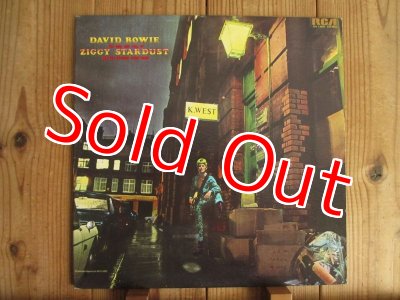 DAVID BOWIE
ZIGGY STARDUST
RCA
K.WEST
Sold Out